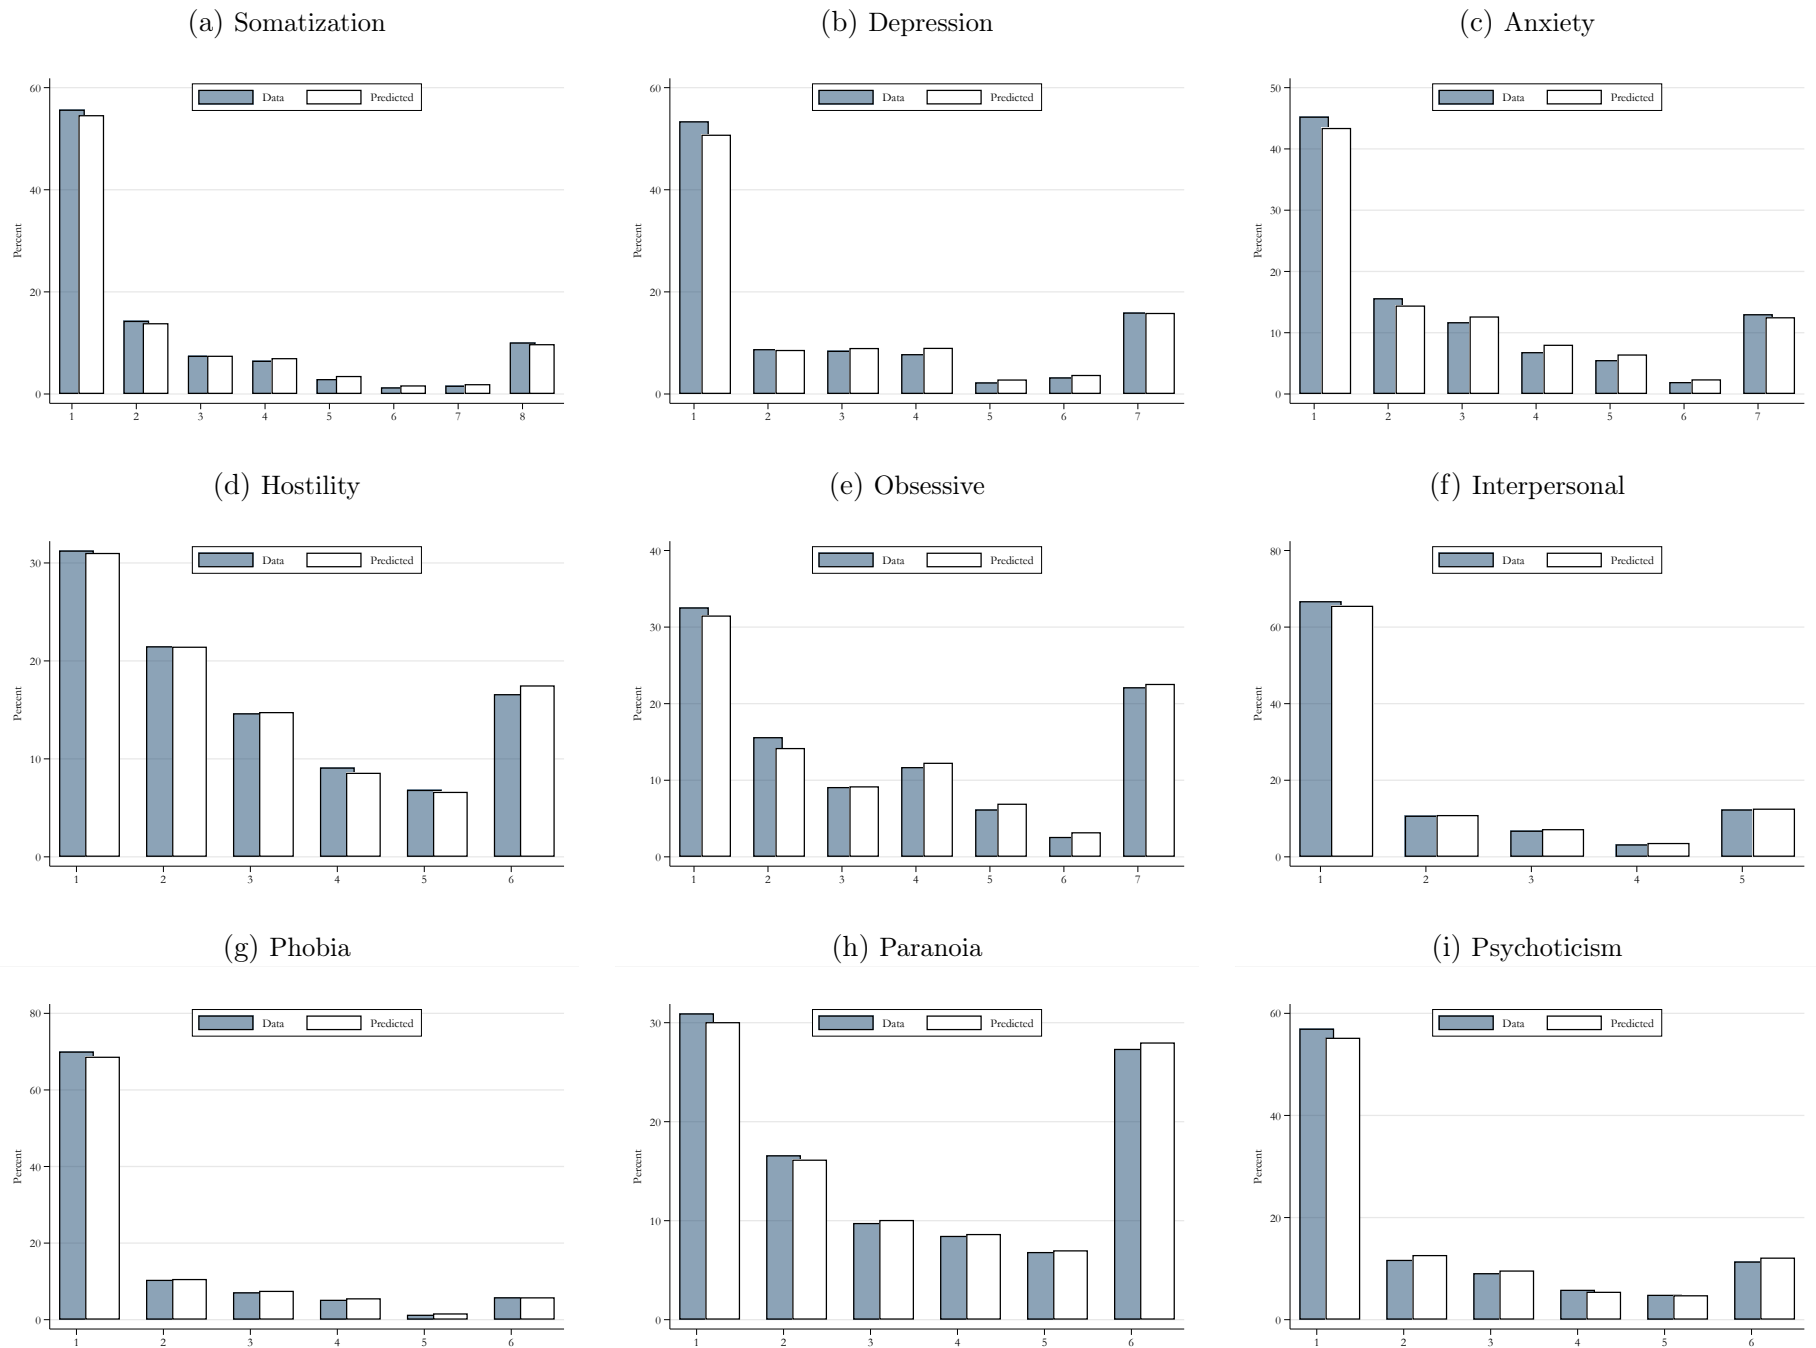 (a) Somatization
Percent
60
40
20
0
Data Predicted
1 2 3 4 5 6 7 8
(b) Depression
Percent
60
40
20
0
Data Predicted
1 2 3 4 5 6 7
(c) Anxiety
Percent
50
40
30
20
10
0
Data Predicted
1 2 3 4 5 6 7
(d) Hostility
Percent
30
20
10
0
Data Predicted
1 2 3 4 5 6
(e) Obsessive
Percent
40
30
20
10
0
Data Predicted
1 2 3 4 5 6 7
(f) Interpersonal
Percent
80
60
40
20
0
Data Predicted
1 2 3 4 5
(g) Phobia
Percent
80
60
40
20
0
Data Predicted
1 2 3 4 5 6
(h) Paranoia
Percent
30
20
10
0
Data Predicted
1 2 3 4 5 6
(i) Psychoticism
Percent
60
40
20
0
Data Predicted
1 2 3 4 5 6